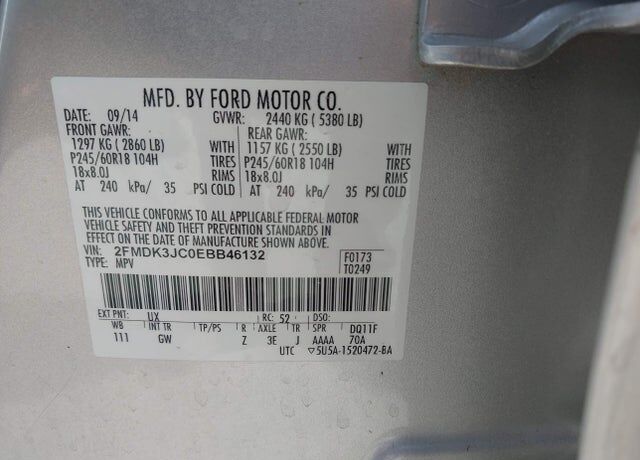 MFD. BY FORD MOTOR CO.
DATE: 09/14 GVWR: 2440 KG ( 5380 LB)
FRONT GAWR: REAR GAWR:
1297 KG ( 2860 LB) WITH 1157 KG ( 2550 LB) WITH
P245/60R18 104H TIRES P245/60R18 104H TIRES
18x8.0J RIMS 18x8.0J RIMS
AT 240 kPa/ 35 PSI COLD AT 240 kPa/ 35 PSI COLD
THIS VEHICLE CONFORMS TO ALL APPLICABLE FEDERAL MOTOR
VEHICLE SAFETY AND THEFT PREVENTION STANDARDS IN
EFFECT ON THE DATE OF MANUFACTURE SHOWN ABOVE.
VIN: 2FMDK3JC0EBB46132 F0173
TYPE: MPV T0249
EXT PNT: UX RC: 52 DSO:
WB INT TR TP/PS R AXLE TR SPR DQ11F
111 GW Z 3E J AAAA 70A
UTC ▽5U5A-1520472-BA